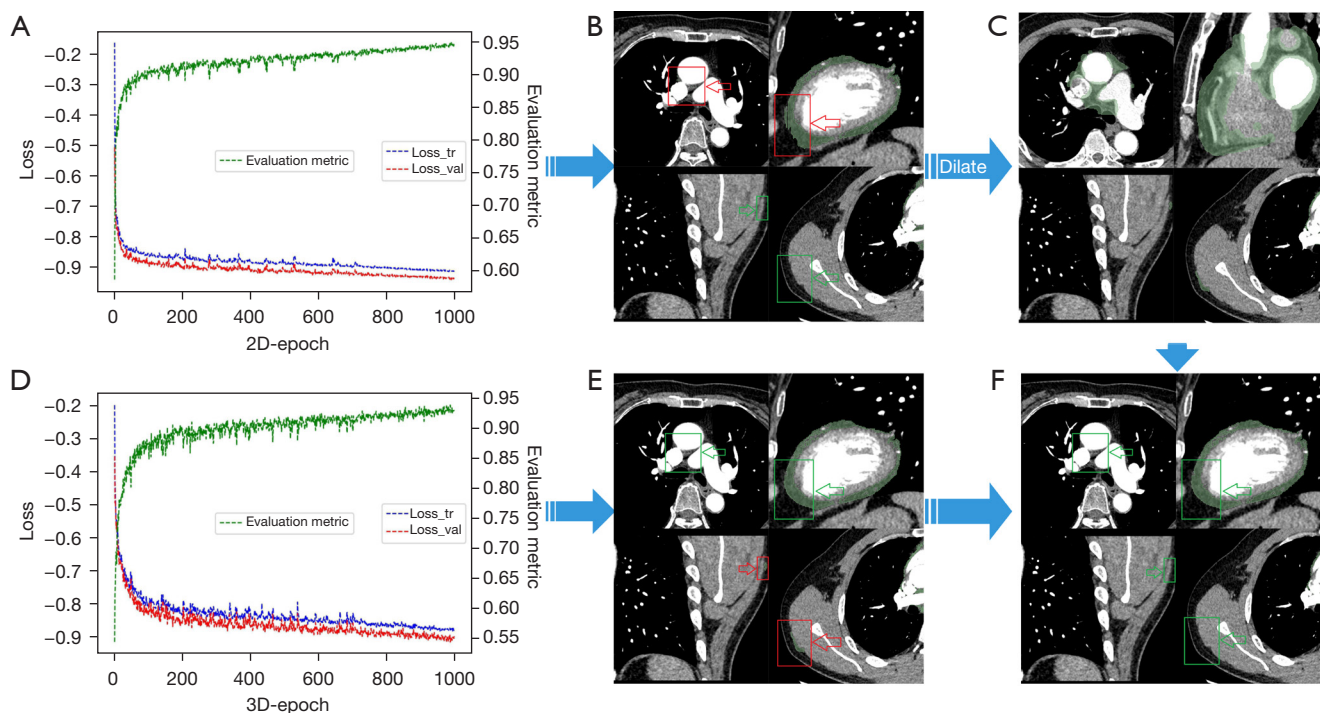 A
−0.2
−0.3
−0.4
−0.5
−0.6
−0.7
−0.8
−0.9
Loss
0.95
0.90
0.85
0.80
0.75
0.70
0.65
0.60
Evaluation metric
Evaluation metric
Loss_tr
Loss_val
0 200 400 600 800 1000
2D-epoch
B
Dilate
C
D
−0.2
−0.3
−0.4
−0.5
−0.6
−0.7
−0.8
−0.9
Loss
0.95
0.90
0.85
0.80
0.75
0.70
0.65
0.60
0.55
Evaluation metric
Evaluation metric
Loss_tr
Loss_val
0 200 400 600 800 1000
3D-epoch
E
F